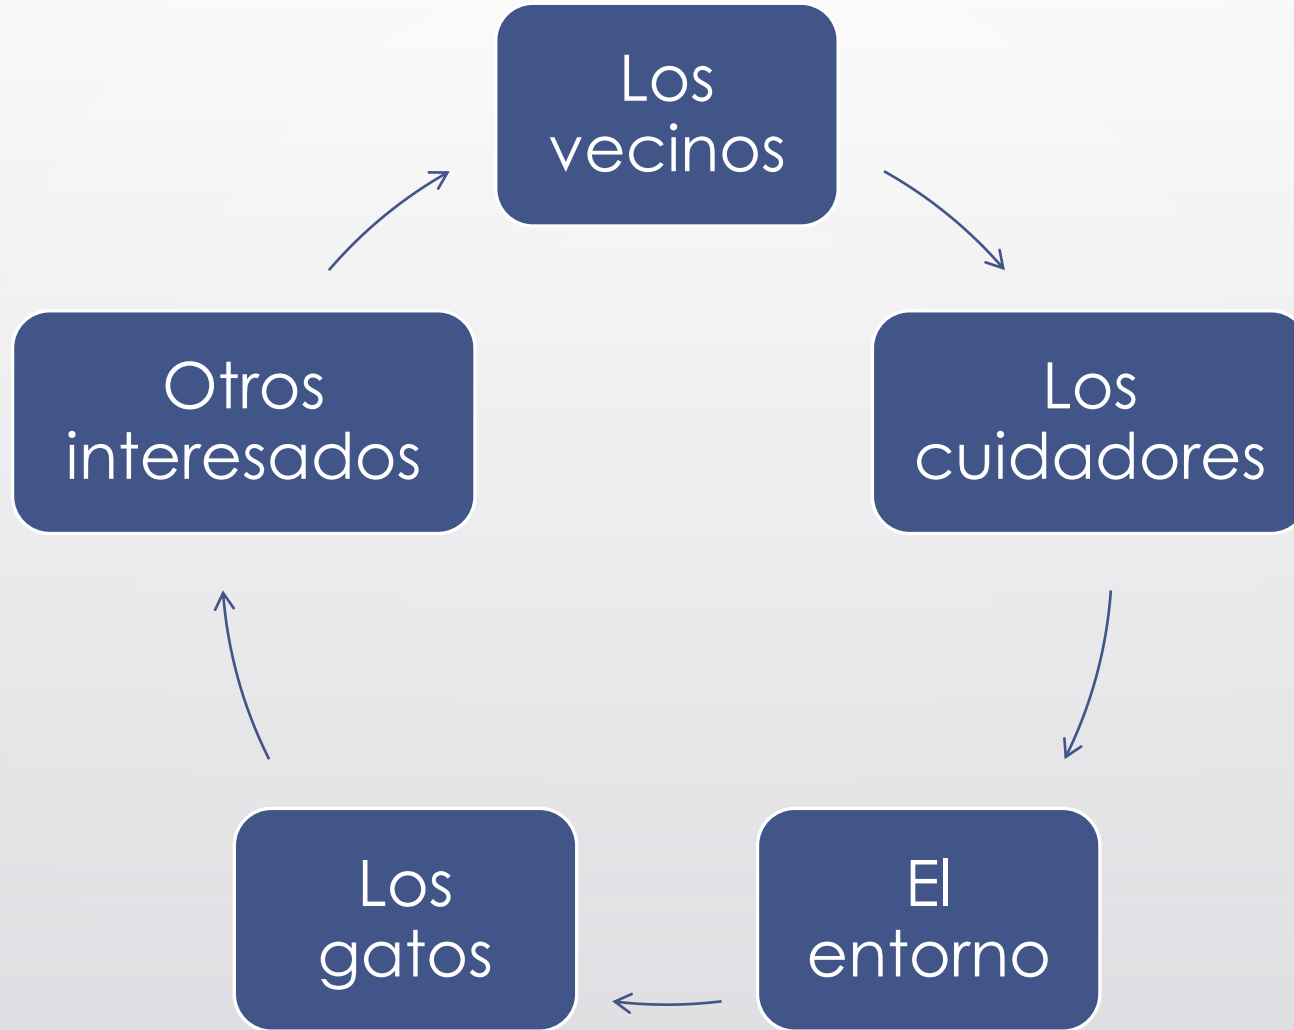 Los
vecinos
Los
cuidadores
El
entorno
Los
gatos
Otros
interesados